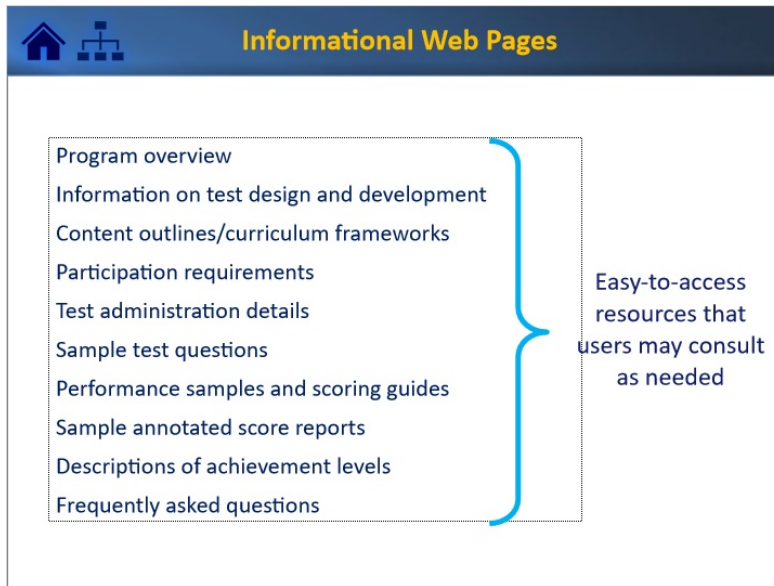 Informational Web Pages
Program overview
Information on test design and development
Content outlines/curriculum frameworks
Participation requirements
Test administration details
Sample test questions
Performance samples and scoring guides
Sample annotated score reports
Descriptions of achievement levels
Frequently asked questions
Easy-to-access
resources that
users may consult
as needed